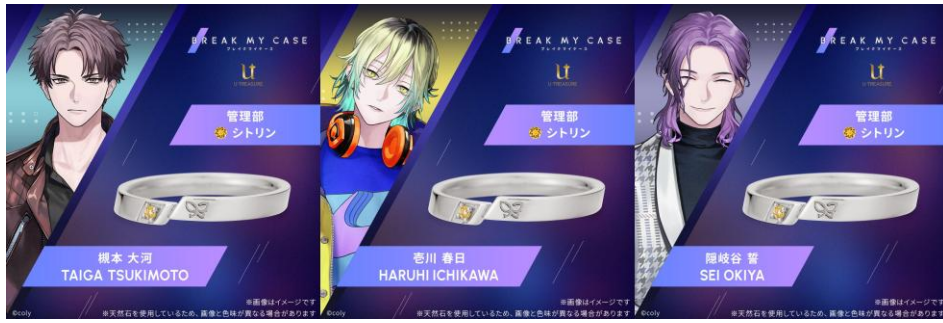 BREAK MY CASE
ブレイクマイケース
U-TREASURE
管理部
シトリン
槻本 大河
TAIGA TSUKIMOTO
※画像はイメージです
©coly
※天然石を使用しているため、画像と色味が異なる場合があります
BREAK MY CASE
ブレイクマイケース
U-TREASURE
管理部
シトリン
壱川 春日
HARUHI ICHIKAWA
※画像はイメージです
©coly
※天然石を使用しているため、画像と色味が異なる場合があります
BREAK MY CASE
ブレイクマイケース
U-TREASURE
管理部
シトリン
隠岐谷 誓
SEI OKIYA
※画像はイメージです
©coly
※天然石を使用しているため、画像と色味が異なる場合があります